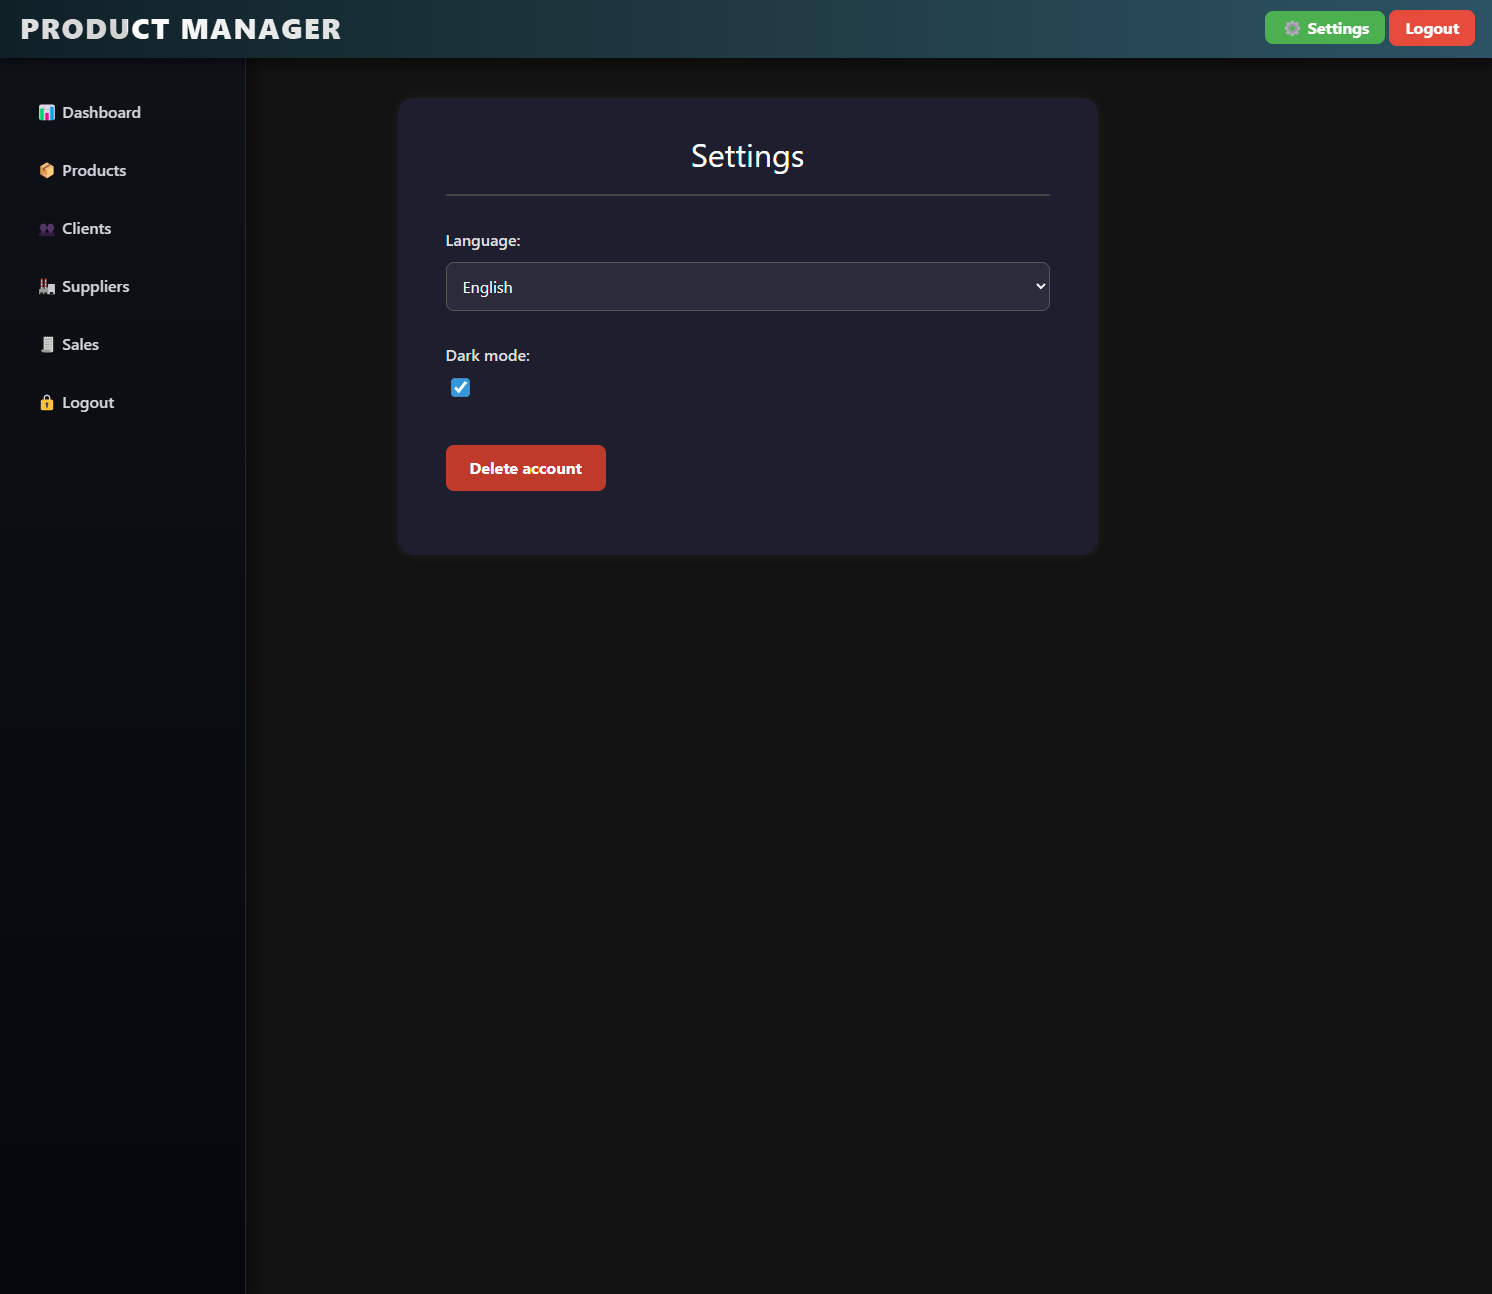 PRODUCT MANAGER
Settings
Logout
Dashboard
Products
Clients
Suppliers
Sales
Logout
Settings
Language:
English
Dark mode:
Delete account